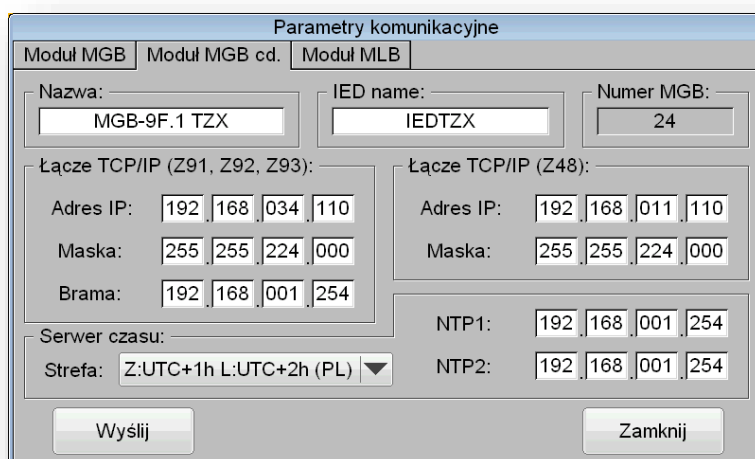 Parametry komunikacyjne
Moduł MGB Moduł MGB cd. Moduł MLB
Nazwa: IED name: Numer MGB:
MGB-9F.1 TZX IEDTZX 24
Łącze TCP/IP (Z91, Z92, Z93): Łącze TCP/IP (Z48):
Adres IP: 192.168.034.110 Adres IP: 192.168.011.110
Maska: 255.255.224.000 Maska: 255.255.224.000
Brama: 192.168.001.254
NTP1: 192.168.001.254
Serwer czasu:
Strefa: Z:UTC+1h L:UTC+2h (PL) NTP2: 192.168.001.254
Wyślij Zamknij